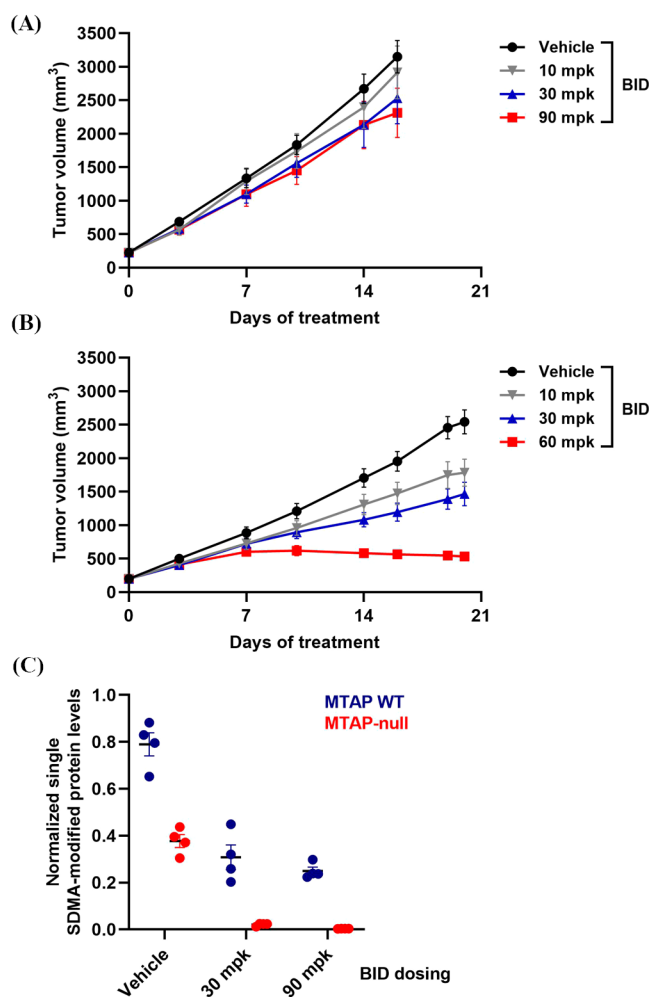 (A)
Tumor volume (mm³)
3500
3000
2500
2000
1500
1000
500
0
0 7 14 21
Days of treatment
Vehicle
10 mpk
30 mpk
90 mpk
BID
(B)
Tumor volume (mm³)
3500
3000
2500
2000
1500
1000
500
0
0 7 14 21
Days of treatment
Vehicle
10 mpk
30 mpk
60 mpk
BID
(C)
Normalized single
SDMA-modified protein levels
1.0
0.8
0.6
0.4
0.2
0.0
MTAP WT
MTAP-null
Vehicle
30 mpk
90 mpk
BID dosing